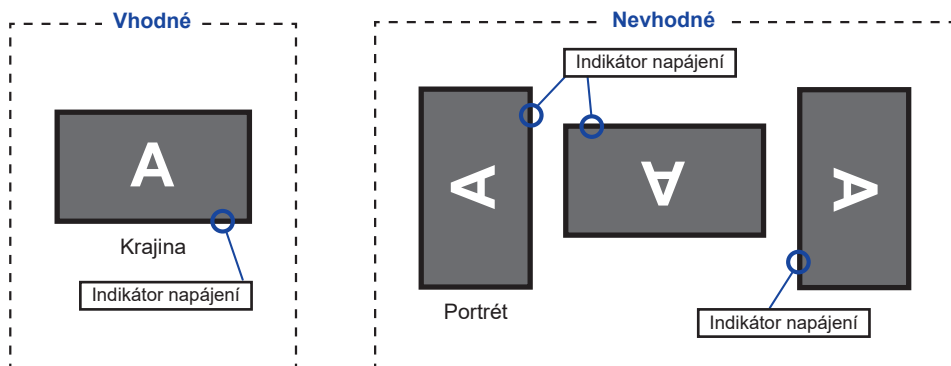 Vhodné
A
Krajina
Indikátor napájení
Nevhodné
Indikátor napájení
A
A
A
Portrét
Indikátor napájení